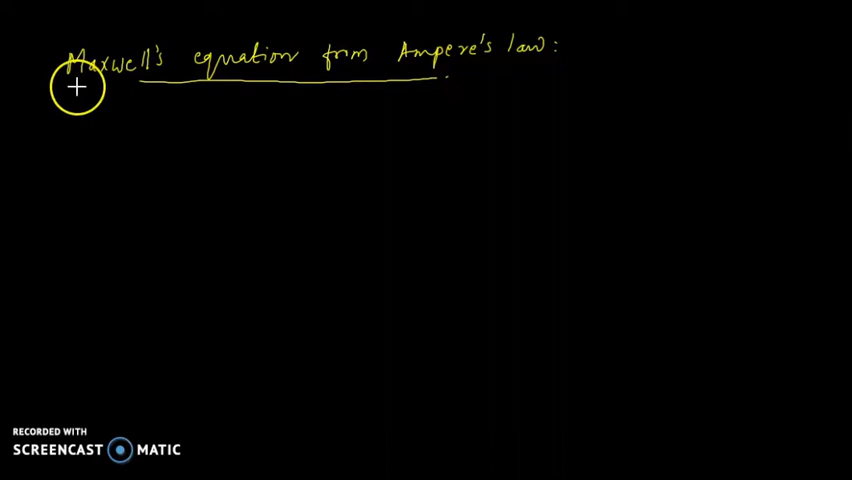 Maxwell's equation from Ampere's law:
RECORDED WITH
SCREENCAST MATIC